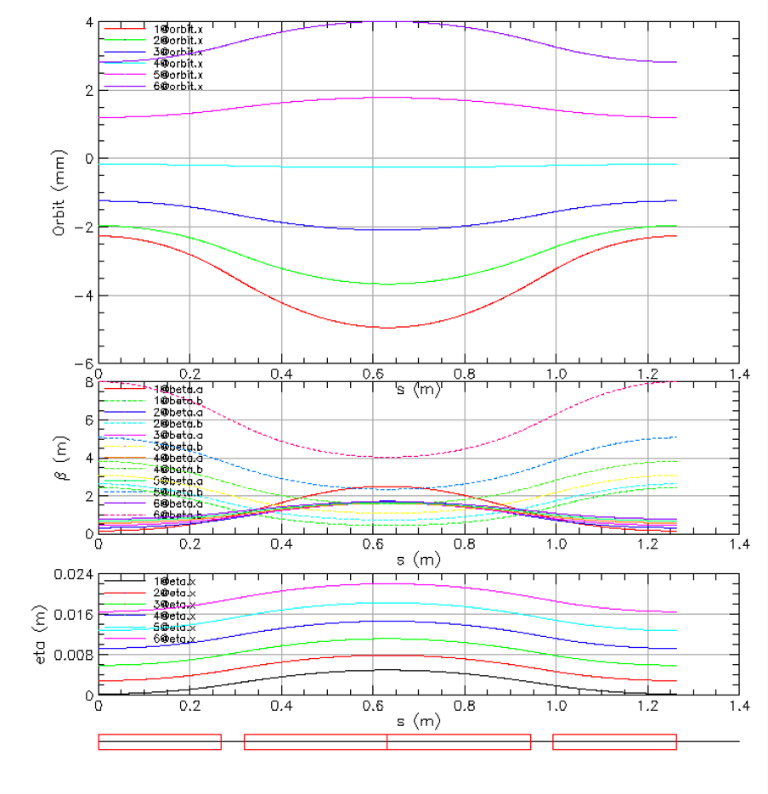 4
1@orbit.x
2@orbit.x
3@orbit.x
4@orbit.x
5@orbit.x
6@orbit.x
2
0
−2
−4
−6
Orbit (mm)
0 0.2 0.4 0.6 0.8 1.0 1.2 1.4
s (m)
8
1@beta.a
1@beta.b
2@beta.a
2@beta.b
3@beta.a
3@beta.b
4@beta.a
4@beta.b
5@beta.a
5@beta.b
6@beta.a
6@beta.b
6
4
2
0
β (m)
0 0.2 0.4 0.6 0.8 1.0 1.2 1.4
s (m)
0.024
1@eta.x
2@eta.x
3@eta.x
4@eta.x
5@eta.x
6@eta.x
0.016
0.008
0
eta (m)
0 0.2 0.4 0.6 0.8 1.0 1.2 1.4
s (m)